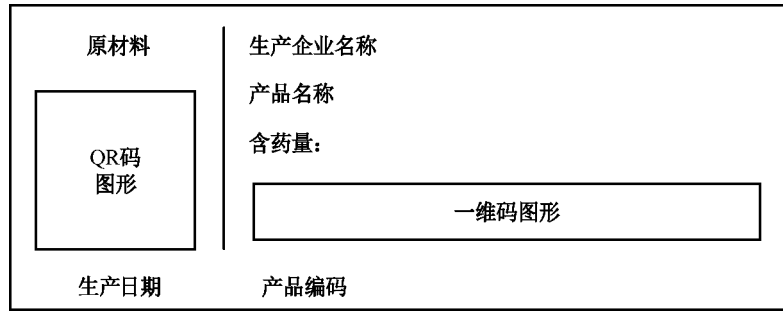 原材料
QR码
图形
生产日期
生产企业名称
产品名称
含药量：
一维码图形
产品编码